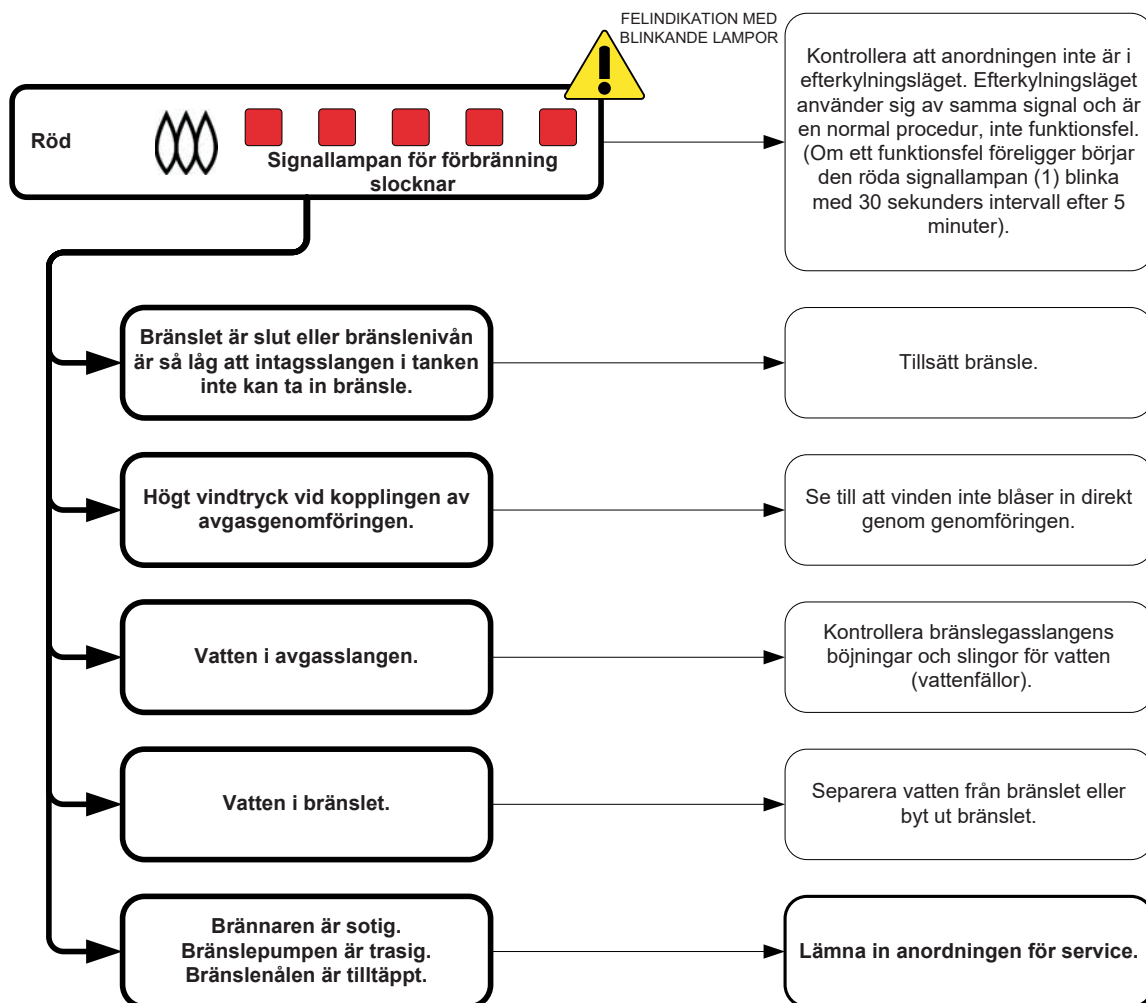 FELINDIKATION MED
BLINKANDE LAMPOR
Röd
Signallampan för förbränning
slocknar
Kontrollera att anordningen inte är i
efterkylningsläget. Efterkylningsläget
använder sig av samma signal och är
en normal procedur, inte funktionsfel.
(Om ett funktionsfel föreligger börjar
den röda signallampan (1) blinka
med 30 sekunders intervall efter 5
minuter).
Bränslet är slut eller bränslenivån
är så låg att intagsslangen i tanken
inte kan ta in bränsle.
Tillsätt bränsle.
Högt vindtryck vid kopplingen av
avgasgenomföringen.
Se till att vinden inte blåser in direkt
genom genomföringen.
Vatten i avgasslangen.
Kontrollera bränslegasslangens
böjningar och slingor för vatten
(vattenfällor).
Vatten i bränslet.
Separera vatten från bränslet eller
byt ut bränslet.
Brännaren är sotig.
Bränslepumpen är trasig.
Bränslenålen är tilltäppt.
Lämna in anordningen för service.